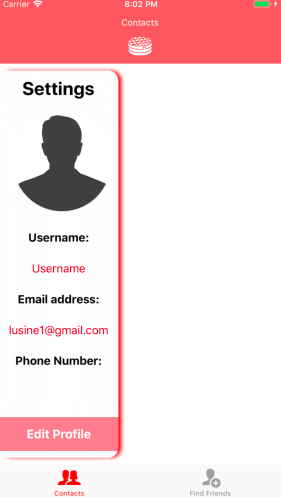 Carrier 8:02 PM
Contacts
Settings
Username:
Username
Email address:
lusine1@gmail.com
Phone Number:
Edit Profile
Contacts Find Friends